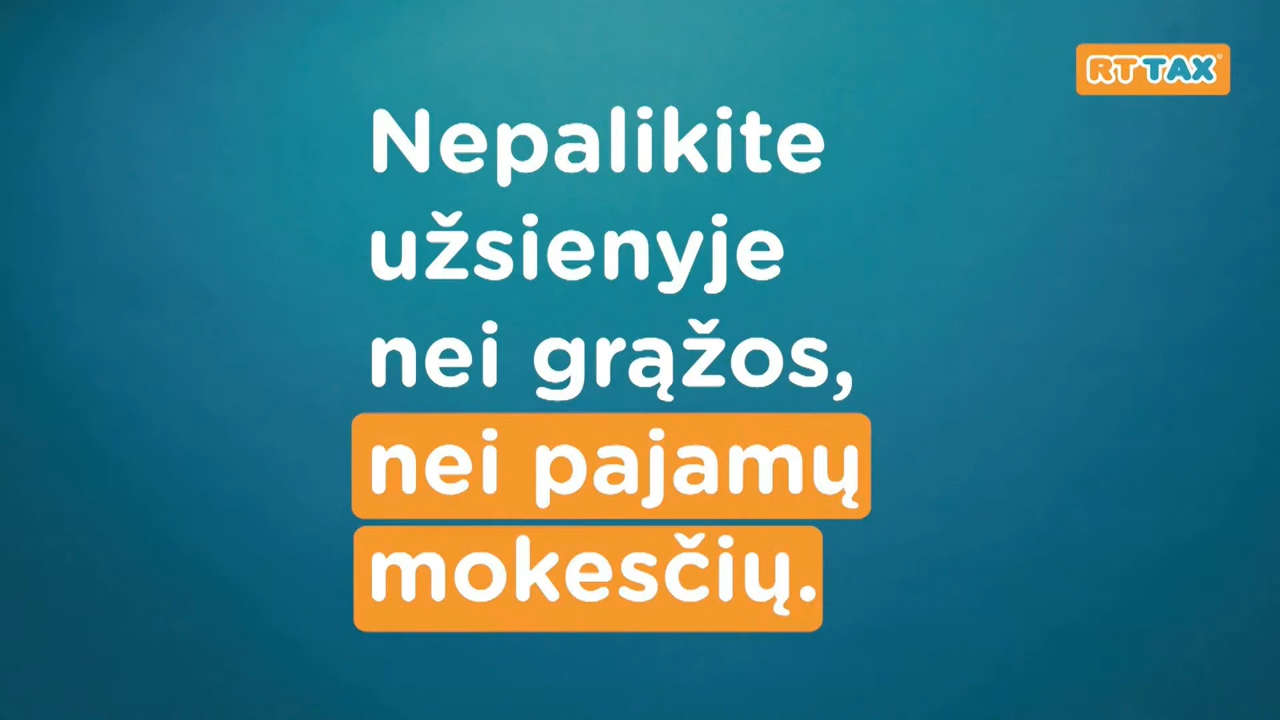 RT TAX®
Nepalikite
užsienyje
nei grąžos,
nei pajamų
mokesčių.